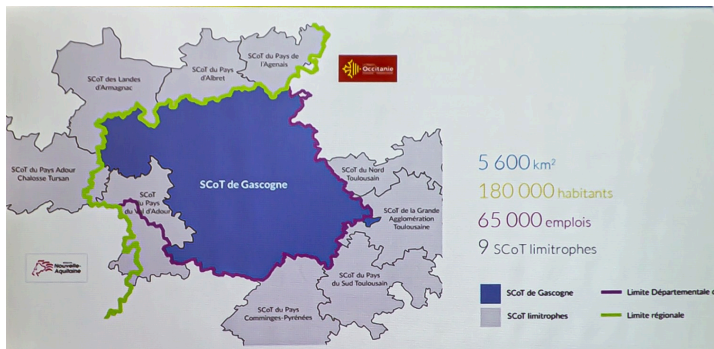 SCoT du Pays de
l'Agenais
SCoT du Pays
d'Albret
SCoT des Landes
d'Armagnac
Occitanie
SCoT du Pays Adour
Chalosse Tursan
SCoT
du Pays
du Val d'Adour
SCoT de Gascogne
SCoT du Nord
Toulousain
SCoT de la Grande
Agglomération
Toulousaine
SCoT du Pays
du Sud Toulousain
SCoT du Pays
Comminges-Pyrénées
Nouvelle-
Aquitaine
5 600 km²
180 000 habitants
65 000 emplois
9 SCoT limitrophes
SCoT de Gascogne
Limite Départementale
SCoT limitrophes
Limite régionale